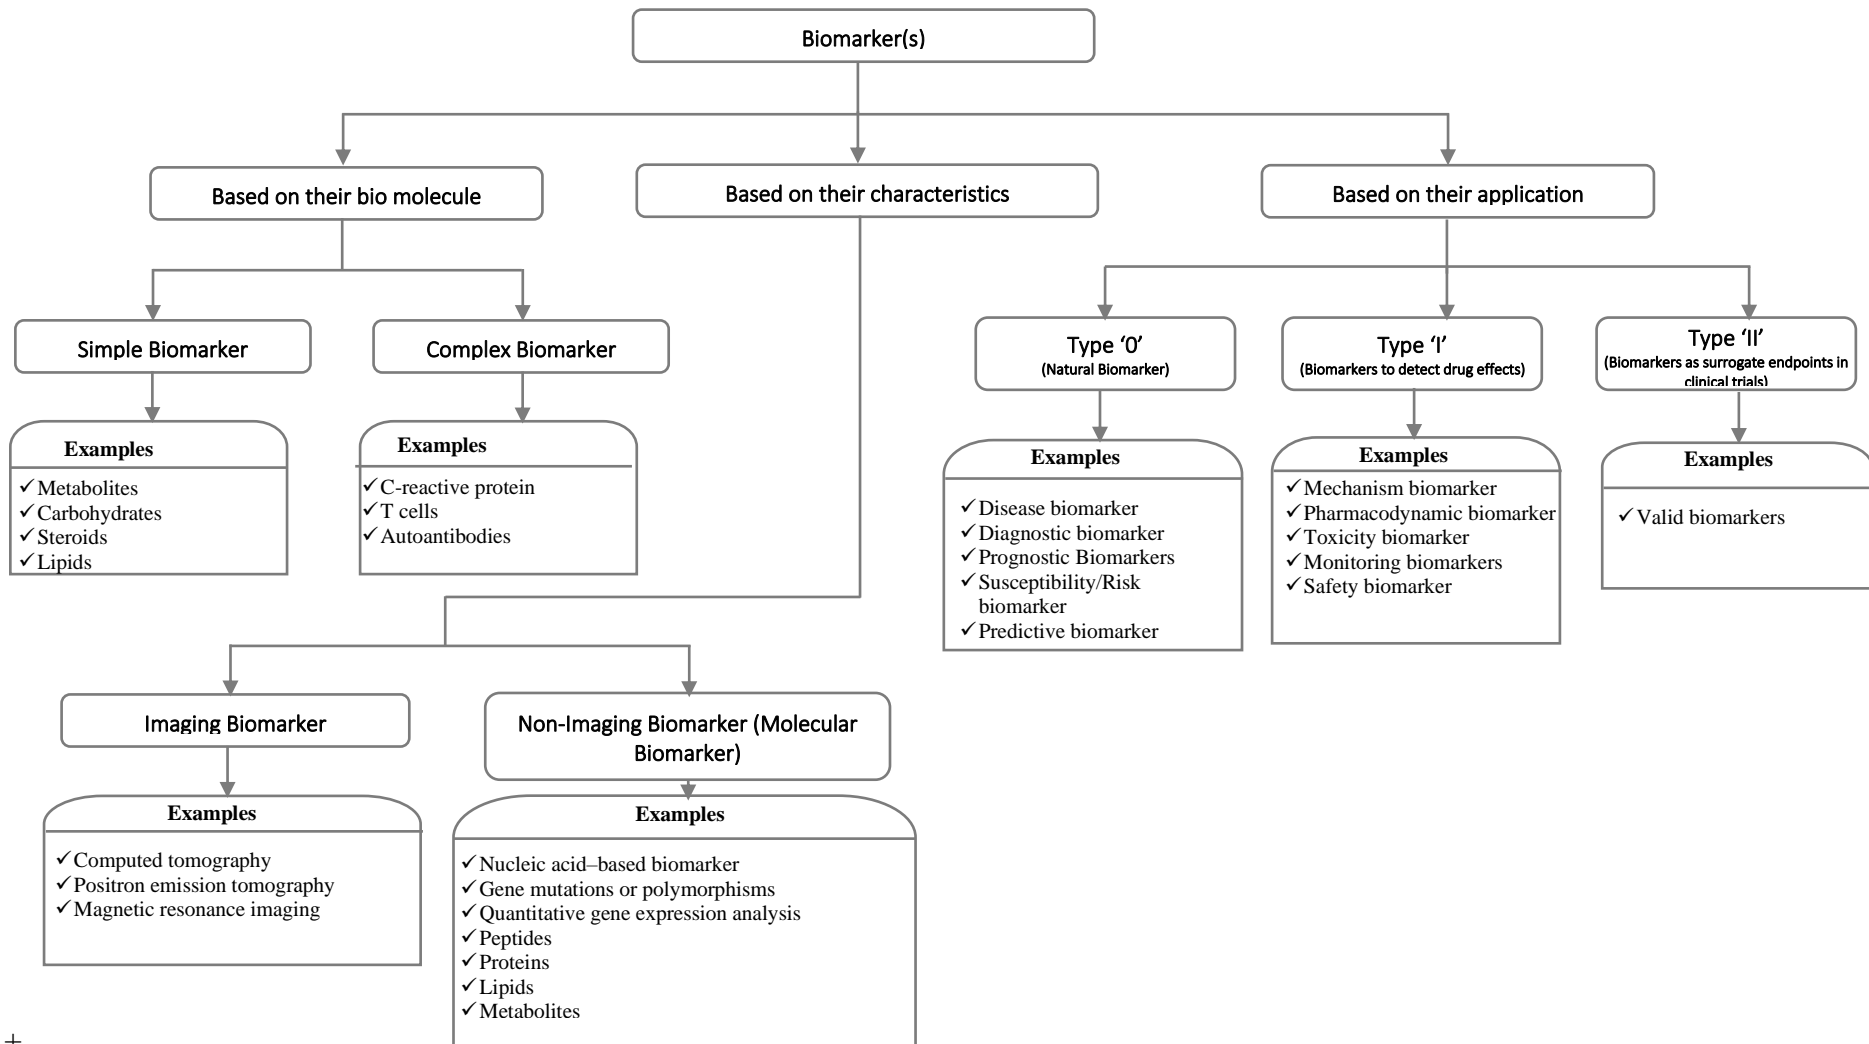 Biomarker(s)
Based on their bio molecule
Based on their characteristics
Based on their application
Simple Biomarker
Complex Biomarker
Type ‘0’
(Natural Biomarker)
Type ‘I’
(Biomarkers to detect drug effects)
Type ‘II’
(Biomarkers as surrogate endpoints in
clinical trials)
Examples
✓Metabolites
✓Carbohydrates
✓Steroids
✓Lipids
Examples
✓C-reactive protein
✓T cells
✓Autoantibodies
Examples
✓Disease biomarker
✓Diagnostic biomarker
✓Prognostic Biomarkers
✓Susceptibility/Risk
biomarker
✓Predictive biomarker
Examples
✓Mechanism biomarker
✓Pharmacodynamic biomarker
✓Toxicity biomarker
✓Monitoring biomarkers
✓Safety biomarker
Examples
✓Valid biomarkers
Imaging Biomarker
Non-Imaging Biomarker (Molecular
Biomarker)
Examples
✓Computed tomography
✓Positron emission tomography
✓Magnetic resonance imaging
Examples
✓Nucleic acid–based biomarker
✓Gene mutations or polymorphisms
✓Quantitative gene expression analysis
✓Peptides
✓Proteins
✓Lipids
✓Metabolites
+